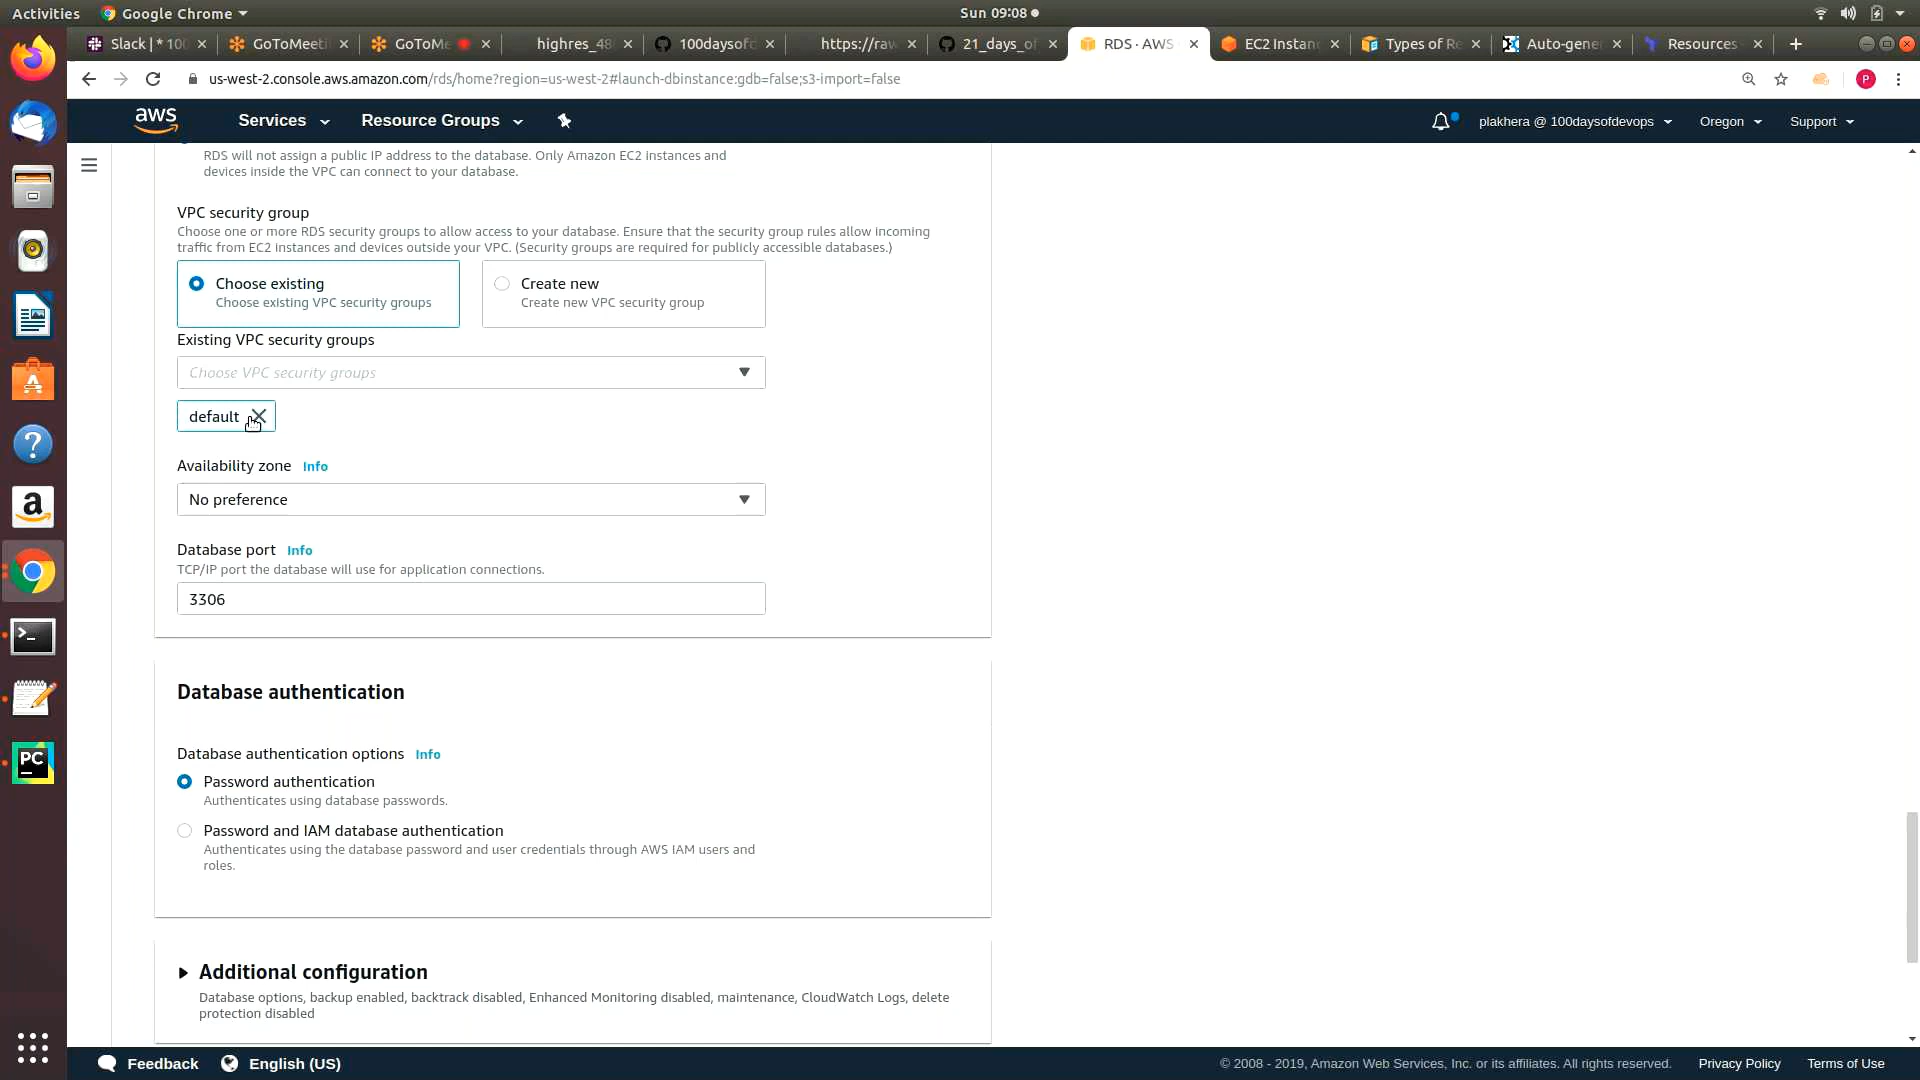 Activities
Google Chrome
Sun 09:08
Slack | * 100
GoToMeeti
GoToMe
highres_48
100daysofd
https://raw
21_days_of
RDS · AWS
EC2 Instan
Types of Re
Auto-gene
Resources
us-west-2.console.aws.amazon.com/rds/home?region=us-west-2#launch-dbinstance:gdb=false;s3-import=false
P
aws
Services
Resource Groups
plakhera @ 100daysofdevops
Oregon
Support
RDS will not assign a public IP address to the database. Only Amazon EC2 instances and
devices inside the VPC can connect to your database.
VPC security group
Choose one or more RDS security groups to allow access to your database. Ensure that the security group rules allow incoming
traffic from EC2 instances and devices outside your VPC. (Security groups are required for publicly accessible databases.)
Choose existing
Choose existing VPC security groups
Create new
Create new VPC security group
Existing VPC security groups
Choose VPC security groups
default
Availability zone Info
No preference
Database port Info
TCP/IP port the database will use for application connections.
3306
Database authentication
Database authentication options Info
Password authentication
Authenticates using database passwords.
Password and IAM database authentication
Authenticates using the database password and user credentials through AWS IAM users and
roles.
Additional configuration
Database options, backup enabled, backtrack disabled, Enhanced Monitoring disabled, maintenance, CloudWatch Logs, delete
protection disabled
Feedback
English (US)
© 2008 - 2019, Amazon Web Services, Inc. or its affiliates. All rights reserved.
Privacy Policy
Terms of Use
PC